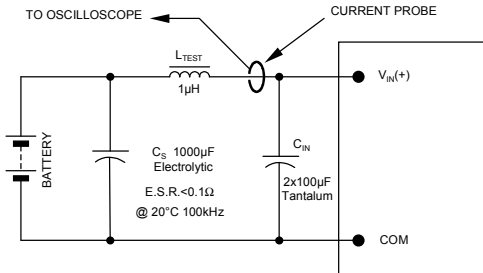 TO OSCILLOSCOPE
CURRENT PROBE
LTEST
1µH
VIN(+)
BATTERY
CS 1000µF
Electrolytic
E.S.R.<0.1Ω
@ 20°C 100kHz
CIN
2x100µF
Tantalum
COM